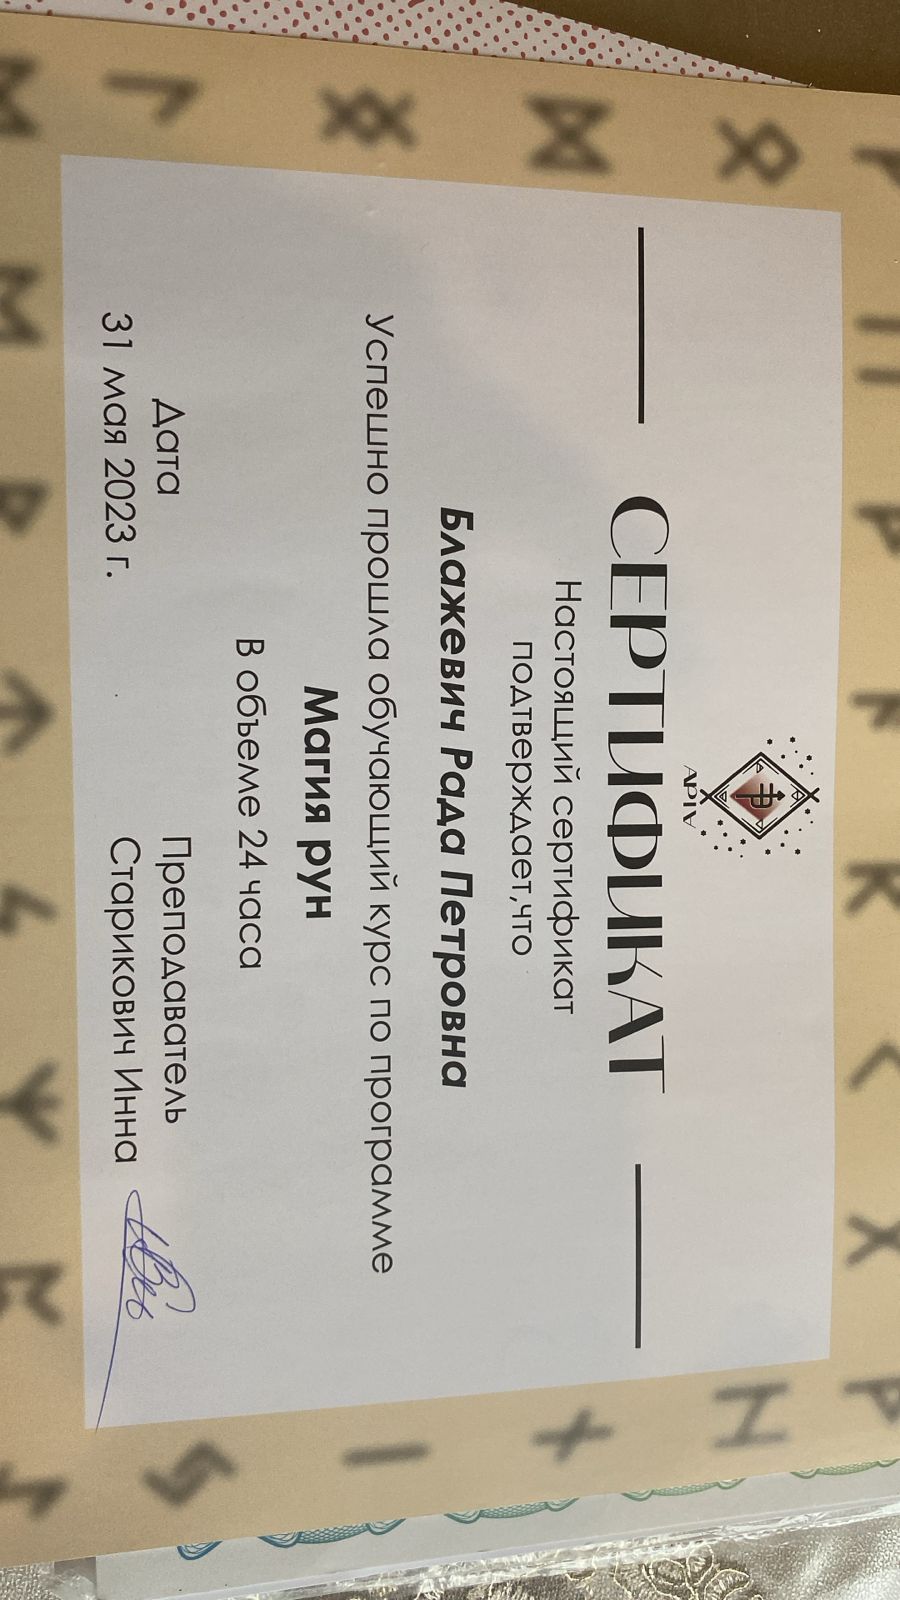 АРГА
СЕРТИФИКАТ
Настоящий сертификат
подтверждает,что
Блажевич Рада Петровна
Успешно прошла обучающий курс по программе
Магия рун
В объеме 24 часа
Дата
31 мая 2023 г.
Преподаватель
Старикович Инна